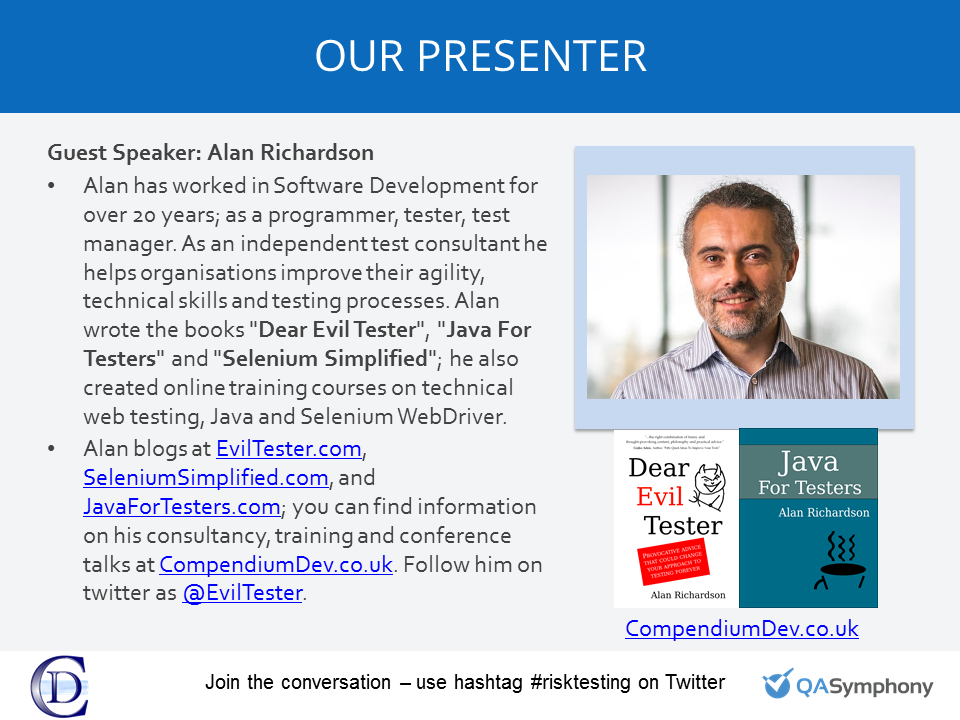 OUR PRESENTER
Guest Speaker: Alan Richardson
• Alan has worked in Software Development for
over 20 years; as a programmer, tester, test
manager. As an independent test consultant he
helps organisations improve their agility,
technical skills and testing processes. Alan
wrote the books "Dear Evil Tester", "Java For
Testers" and "Selenium Simplified"; he also
created online training courses on technical
web testing, Java and Selenium WebDriver.
• Alan blogs at EvilTester.com,
SeleniumSimplified.com, and
JavaForTesters.com; you can find information
on his consultancy, training and conference
talks at CompendiumDev.co.uk. Follow him on
twitter as @EvilTester.
Dear
Evil
Tester
PROVOCATIVE ADVICE
THAT COULD CHANGE
YOUR APPROACH TO
TESTING FOREVER
Alan Richardson
Java
For Testers
Alan Richardson
CompendiumDev.co.uk
CD
Join the conversation – use hashtag #risktesting on Twitter
QASymphony